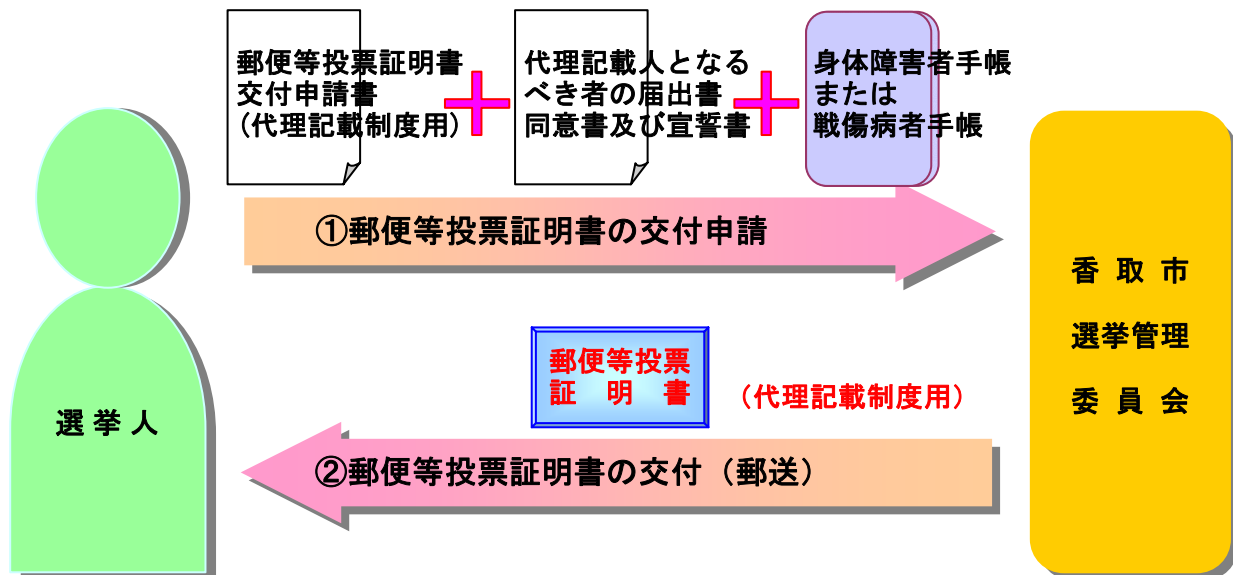 郵便等投票証明書
交付申請書
(代理記載制度用)
代理記載人となる
べき者の届出書
同意書及び宣誓書
身体障害者手帳
または
戦傷病者手帳
①郵便等投票証明書の交付申請
香取市
選挙管理
委員会
郵便等投票
証明書
(代理記載制度用)
選挙人
②郵便等投票証明書の交付（郵送）